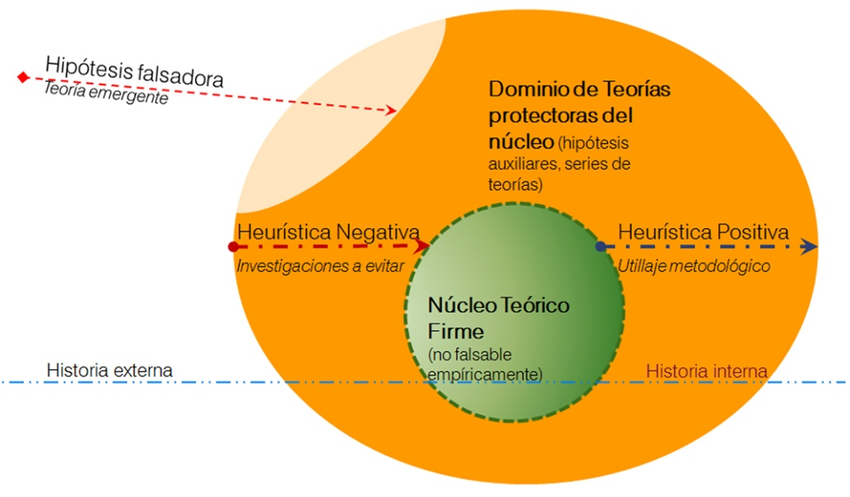 Hipótesis falsadora
Teoria emergente
Dominio de Teorías
protectoras del
núcleo (hipótesis
auxiliares, series de
teorías)
Heurística Negativa
Investigaciones a evitar
Heurística Positiva
Utillaje metodológico
Núcleo Teórico
Firme
(no falsable
empíricamente)
Historia externa
Historia interna